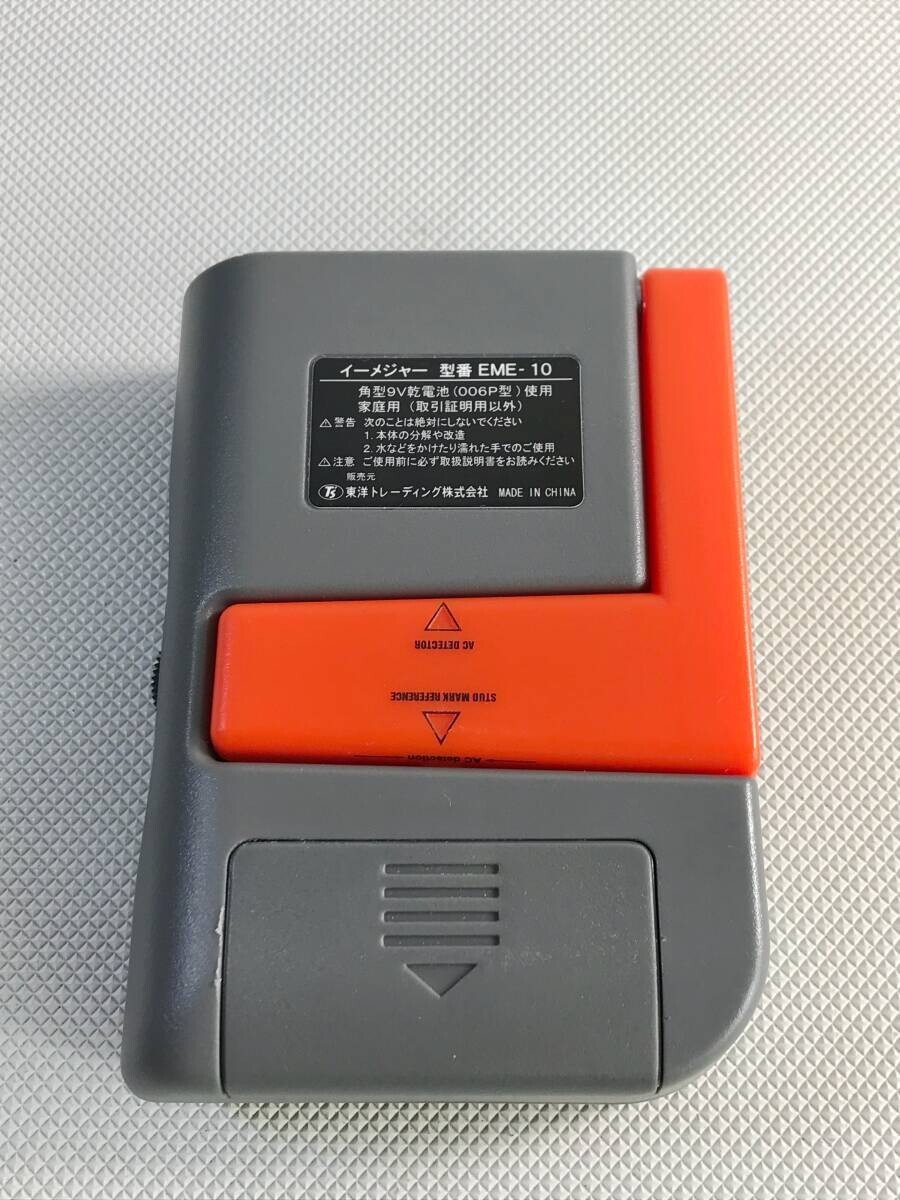 イーメジャー 型番 EME-10
角型9V乾電池(006P型)使用
家庭用(取引証明用以外)
⚠警告 次のことは絶対にしないでください
1.本体の分解や改造
2.水などをかけたり濡れた手でのご使用
⚠注意 ご使用前に必ず取扱説明書をお読みください
販売元
TS 東洋トレーディング株式会社 MADE IN CHINA
AC DETECTOR
STUD MARK REFERENCE
AC detection